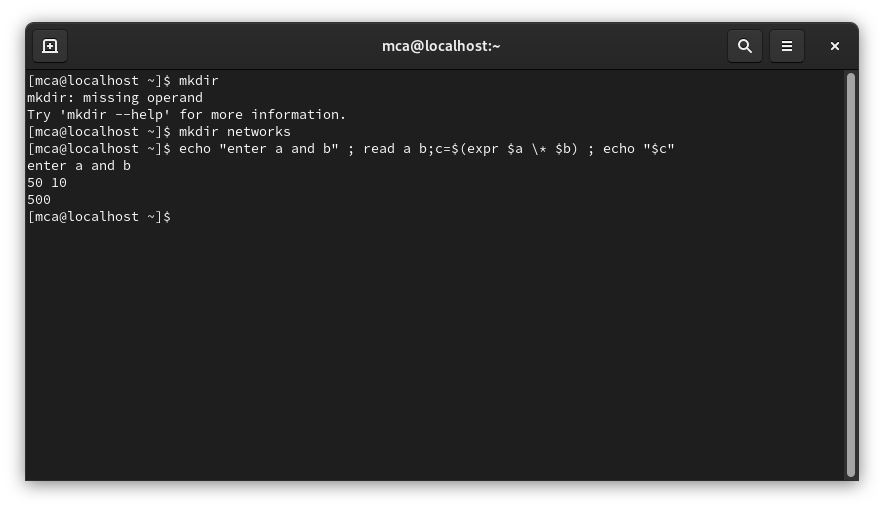 mca@localhost:~
[mca@localhost ~]$ mkdir
mkdir: missing operand
Try 'mkdir --help' for more information.
[mca@localhost ~]$ mkdir networks
[mca@localhost ~]$ echo "enter a and b" ; read a b;c=$(expr $a \* $b) ; echo "$c"
enter a and b
50 10
500
[mca@localhost ~]$